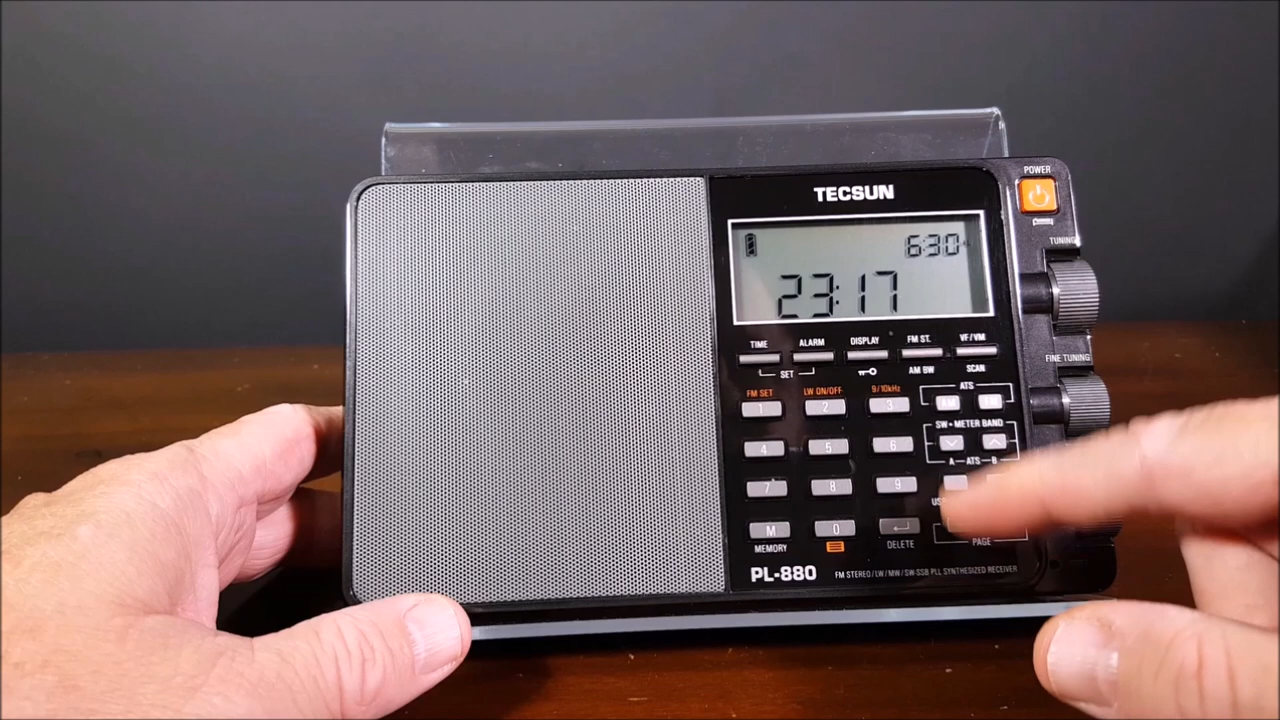 POWER
TECSUN
6:30
TUNING
23:17
TIME ALARM DISPLAY FM ST. VF/VM
SET AM BW SCAN
FINE TUNING
FM SET LW ON/OFF 9/10kHz ATS
1 2 3 AM
SW•METER BAND
4 5 6
A—ATS—B
7 8 9
M 0
MEMORY DELETE PAGE
PL-880 FM STEREO/LW/MW/SW-SSB PLL SYNTHESIZED RECEIVER